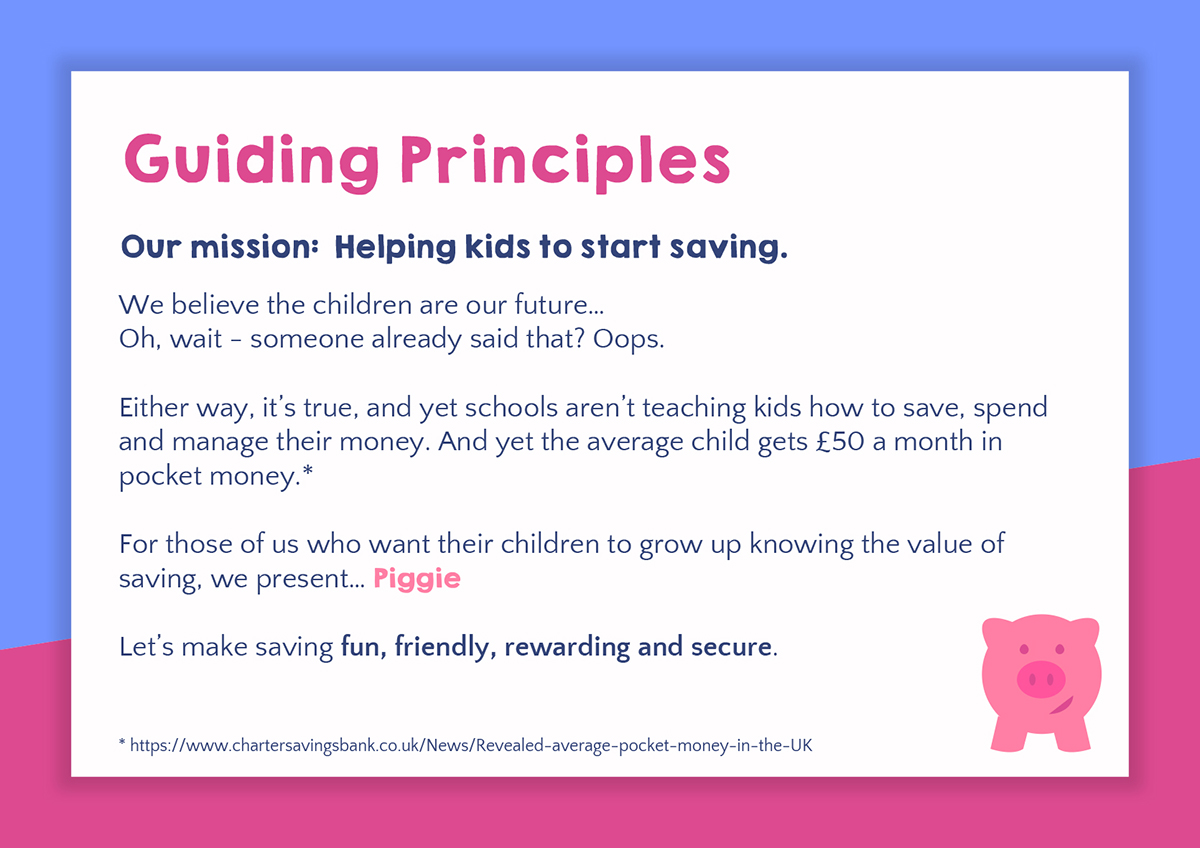 Guiding Principles
Our mission: Helping kids to start saving.
We believe the children are our future...
Oh, wait – someone already said that? Oops.
Either way, it's true, and yet schools aren't teaching kids how to save, spend
and manage their money. And yet the average child gets £50 a month in
pocket money.*
For those of us who want their children to grow up knowing the value of
saving, we present... Piggie
Let's make saving fun, friendly, rewarding and secure.
* https://www.chartersavingsbank.co.uk/News/Revealed-average-pocket-money-in-the-UK